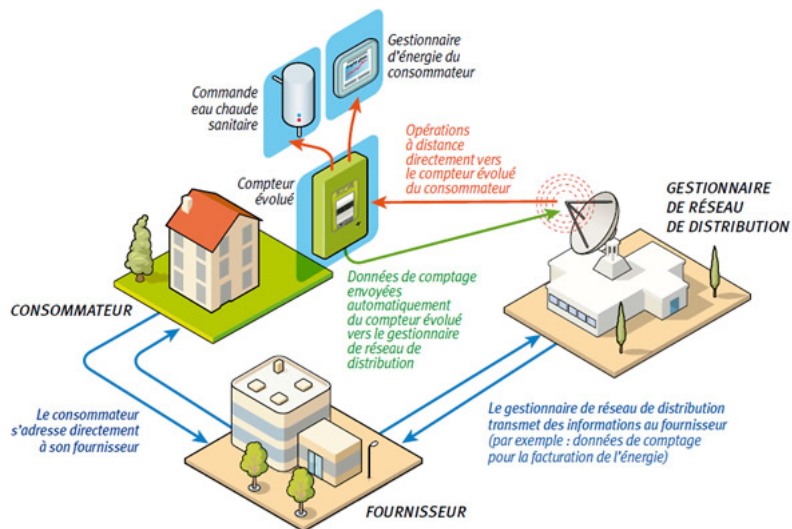 Gestionnaire
d'énergie du
consommateur
Commande
eau chaude
sanitaire
Opérations
à distance
directement vers
le compteur évolué
du consommateur
Compteur
évolué
GESTIONNAIRE
DE RÉSEAU
DE DISTRIBUTION
Données de comptage
envoyées
automatiquement
du compteur évolué
vers le gestionnaire
de réseau de
distribution
CONSOMMATEUR
Le consommateur
s'adresse directement
à son fournisseur
Le gestionnaire de réseau de distribution
transmet des informations au fournisseur
(par exemple : données de comptage
pour la facturation de l'énergie)
FOURNISSEUR